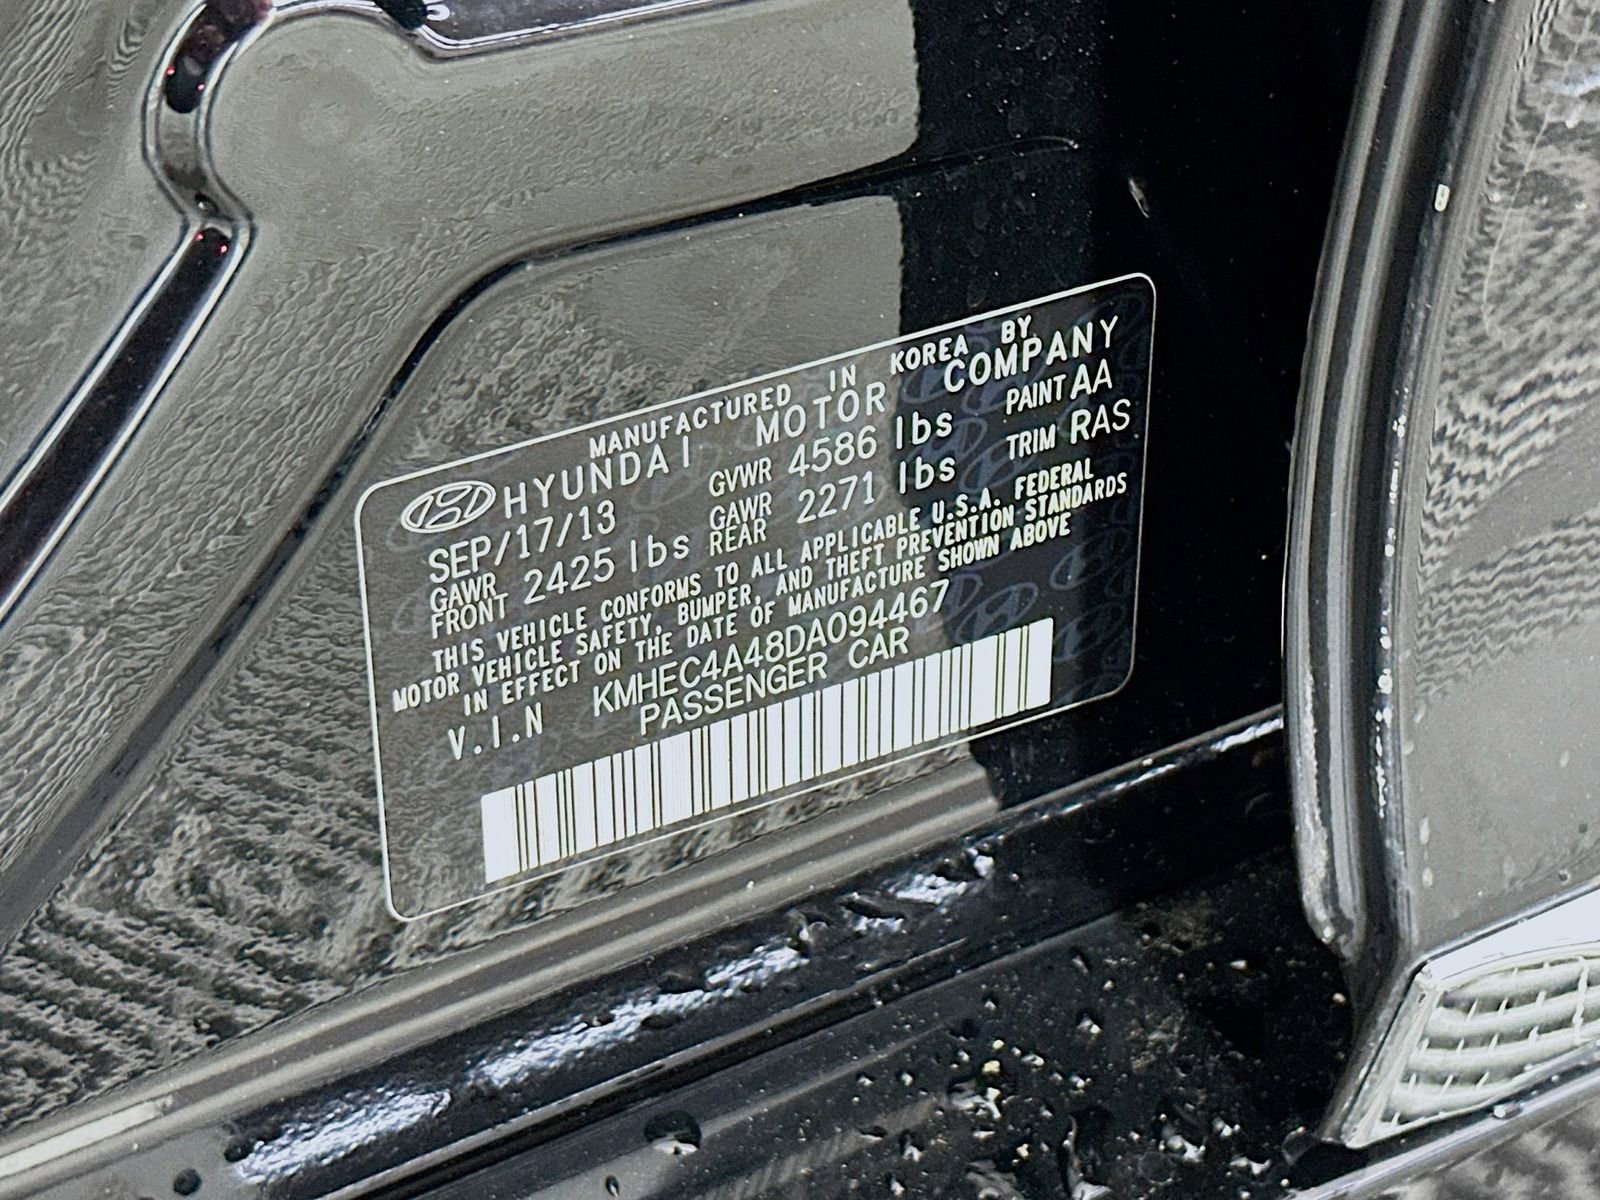 MANUFACTURED IN KOREA BY
HYUNDAI MOTOR COMPANY
SEP/17/13 GVWR 4586 lbs PAINT AA
GAWR FRONT 2425 lbs GAWR REAR 2271 lbs TRIM RAS
THIS VEHICLE CONFORMS TO ALL APPLICABLE U.S.A. FEDERAL
MOTOR VEHICLE SAFETY, BUMPER, AND THEFT PREVENTION STANDARDS
IN EFFECT ON THE DATE OF MANUFACTURE SHOWN ABOVE
V.I.N KMHEC4A48DA094467
PASSENGER CAR